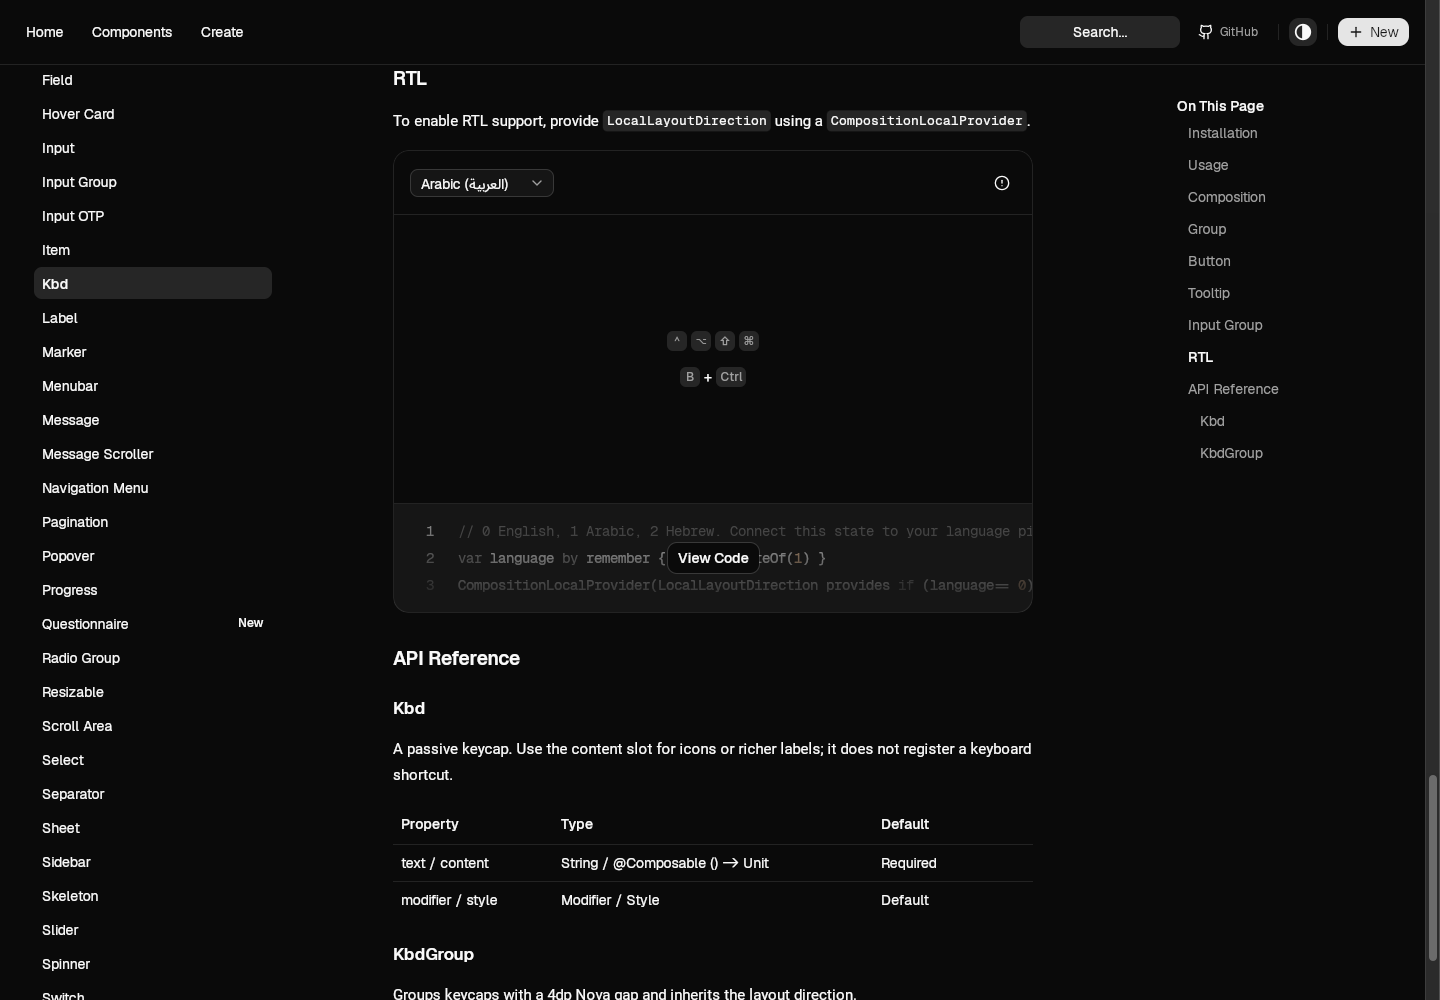 Home
Components
Create
Search...
GitHub
New
Field
Hover Card
Input
Input Group
Input OTP
Item
Kbd
Label
Marker
Menubar
Message
Message Scroller
Navigation Menu
Pagination
Popover
Progress
Questionnaire New
Radio Group
Resizable
Scroll Area
Select
Separator
Sheet
Sidebar
Skeleton
Slider
Spinner
Switch
RTL
To enable RTL support, provide LocalLayoutDirection using a CompositionLocalProvider.
Arabic (العربية)
^ ⌥ ⇧ ⌘
B + Ctrl
1 // 0 English, 1 Arabic, 2 Hebrew. Connect this state to your language pi
2 var language by remember { teOf(1) }
View Code
3 CompositionLocalProvider(LocalLayoutDirection provides if (language== 0)
API Reference
Kbd
A passive keycap. Use the content slot for icons or richer labels; it does not register a keyboard
shortcut.
Property Type Default
text / content String / @Composable () -> Unit Required
modifier / style Modifier / Style Default
KbdGroup
Groups keycaps with a 4dp Nova gap and inherits the layout direction.
On This Page
Installation
Usage
Composition
Group
Button
Tooltip
Input Group
RTL
API Reference
Kbd
KbdGroup